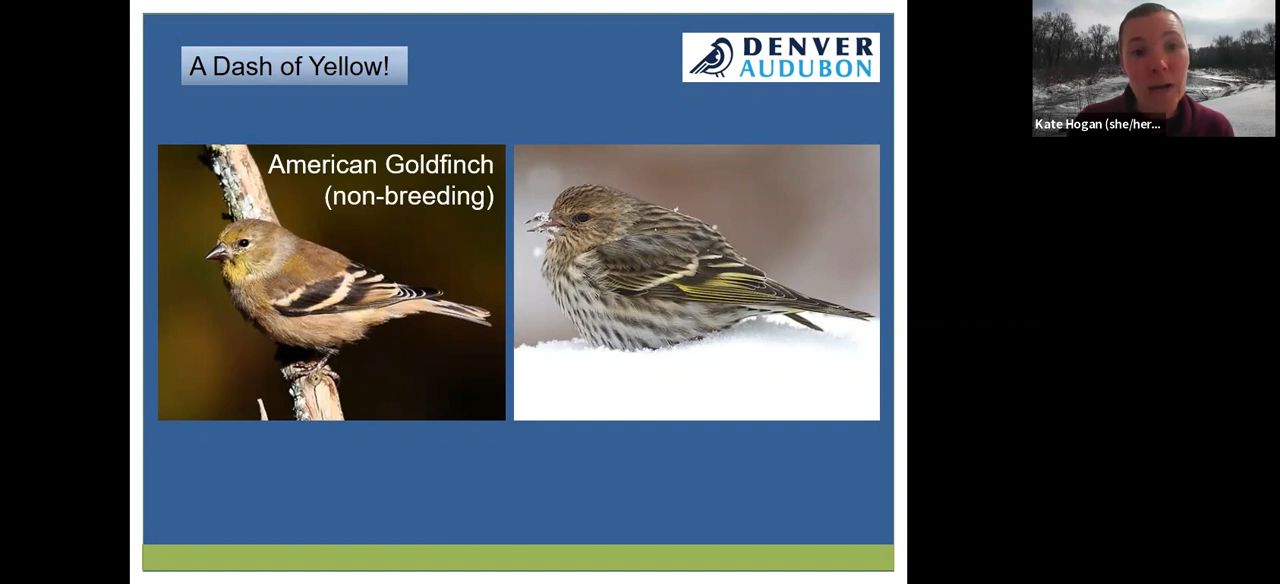 A Dash of Yellow!
DENVER
AUDUBON
American Goldfinch
(non-breeding)
Kate Hogan (she/her...